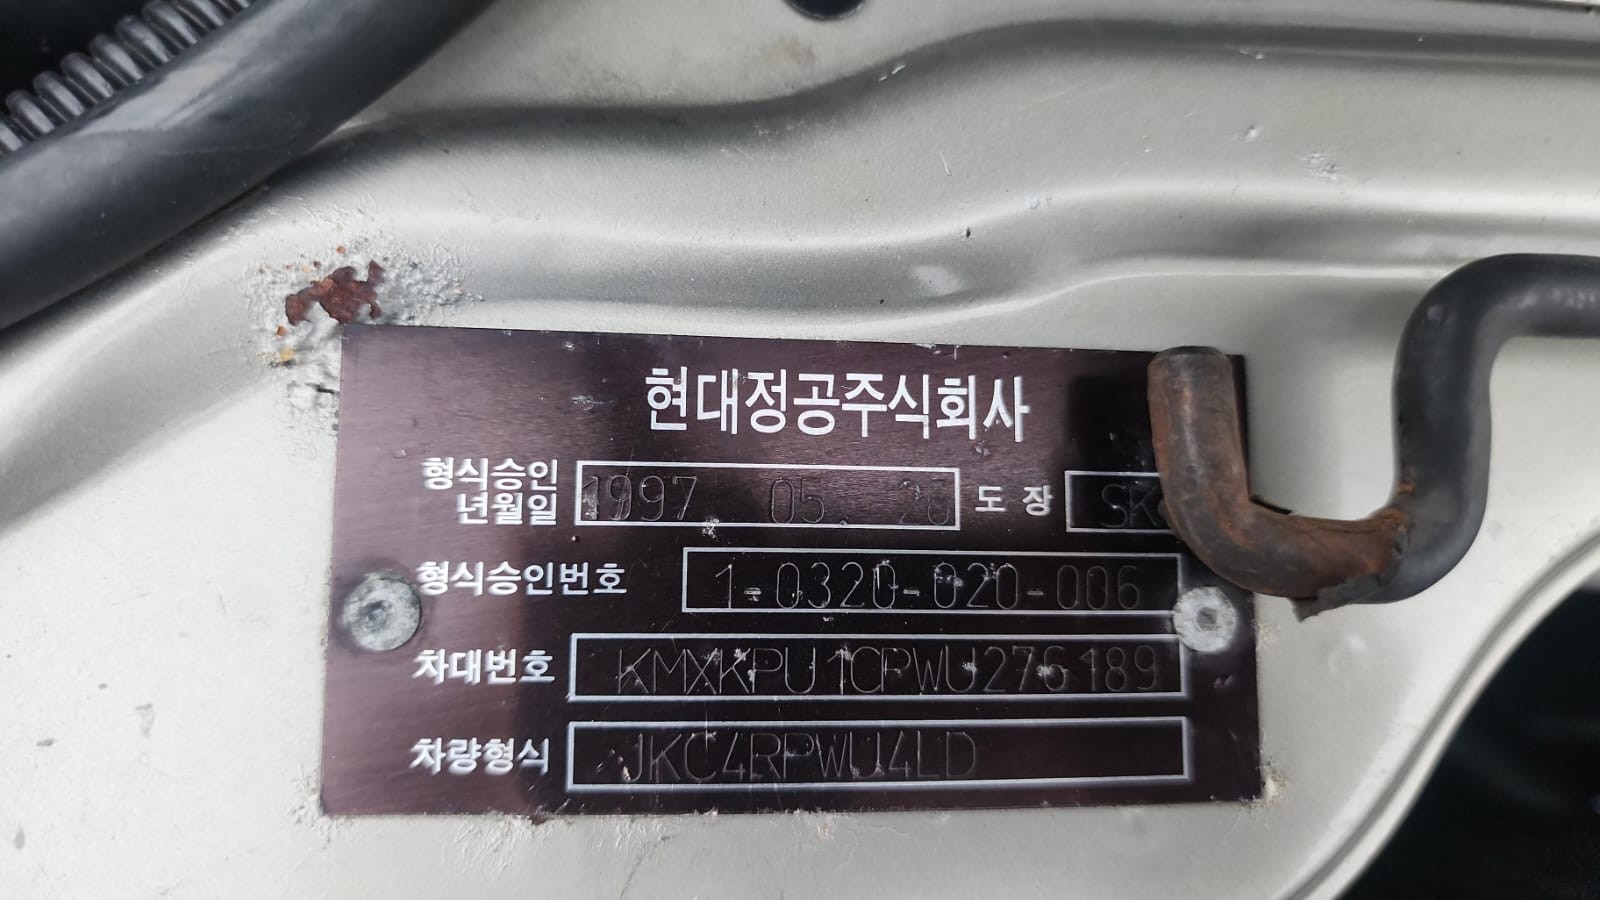 현대정공주식회사
형식승인
년월일 1997. 05. 20 도 장 SK
형식승인번호 1-0320-020-006
차대번호 KMXKPU1CPWU276189
차량형식 JKC4RPWU4LD